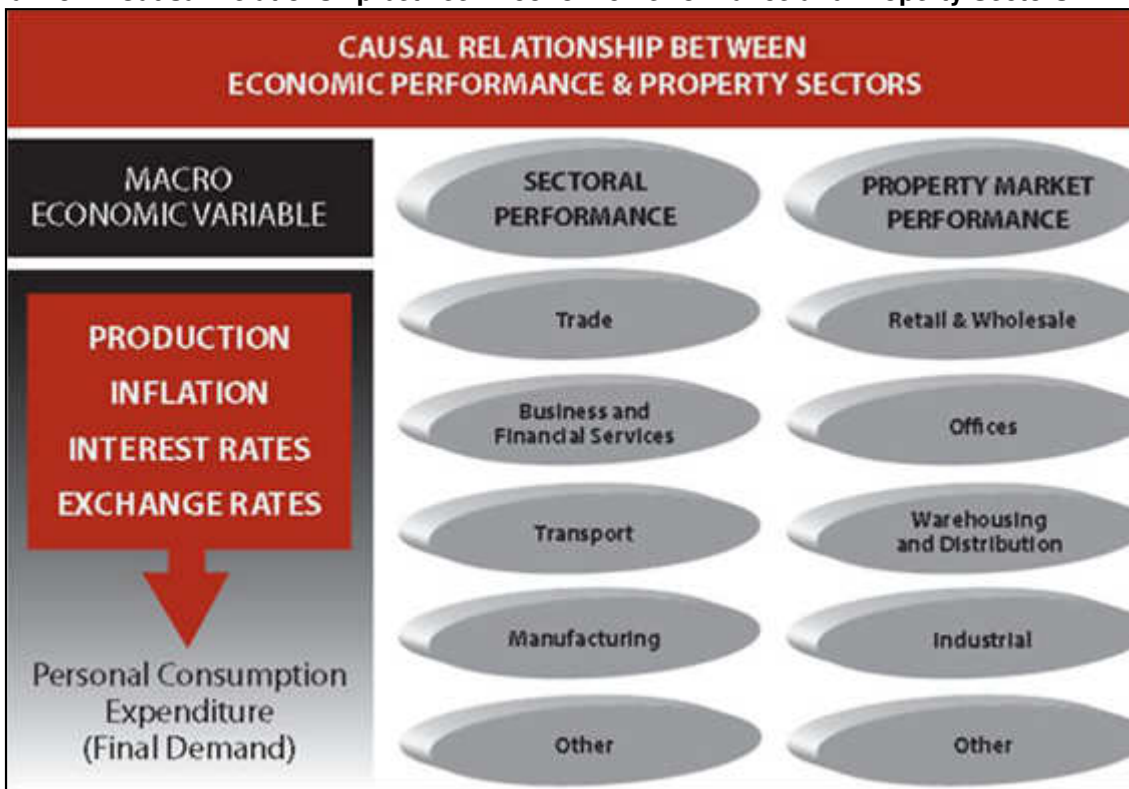 CAUSAL RELATIONSHIP BETWEEN
ECONOMIC PERFORMANCE & PROPERTY SECTORS
MACRO
ECONOMIC VARIABLE
SECTORAL
PERFORMANCE
PROPERTY MARKET
PERFORMANCE
PRODUCTION
INFLATION
INTEREST RATES
EXCHANGE RATES
Personal Consumption
Expenditure
(Final Demand)
Trade
Retail & Wholesale
Business and
Financial Services
Offices
Transport
Warehousing
and Distribution
Manufacturing
Industrial
Other
Other